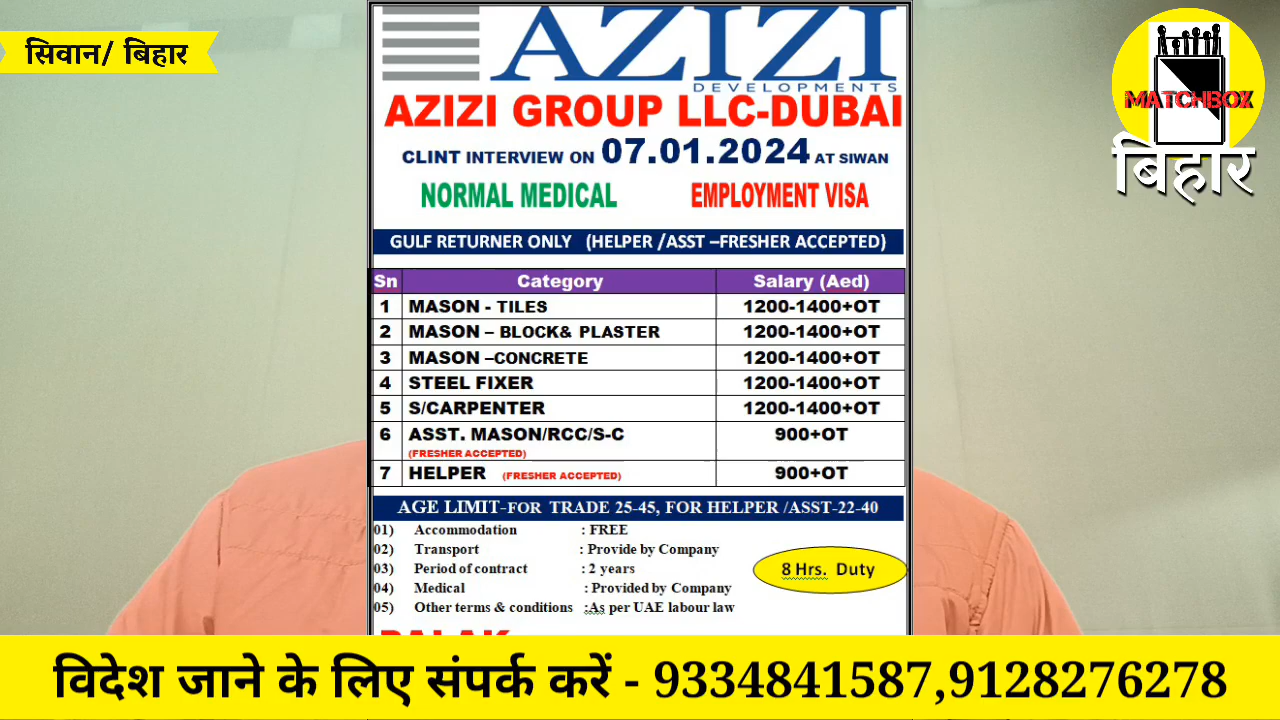 सिवान/ बिहार
MATCHBOX
बिहार
AZIZI
DEVELOPMENTS
AZIZI GROUP LLC-DUBAI
CLINT INTERVIEW ON 07.01.2024 AT SIWAN
NORMAL MEDICAL EMPLOYMENT VISA
GULF RETURNER ONLY (HELPER /ASST –FRESHER ACCEPTED)
Sn Category Salary (Aed)
1 MASON - TILES 1200-1400+OT
2 MASON – BLOCK& PLASTER 1200-1400+OT
3 MASON –CONCRETE 1200-1400+OT
4 STEEL FIXER 1200-1400+OT
5 S/CARPENTER 1200-1400+OT
6 ASST. MASON/RCC/S-C 900+OT
(FRESHER ACCEPTED)
7 HELPER (FRESHER ACCEPTED) 900+OT
AGE LIMIT-FOR TRADE 25-45, FOR HELPER /ASST-22-40
01) Accommodation : FREE
02) Transport : Provide by Company
03) Period of contract : 2 years
04) Medical : Provided by Company
05) Other terms & conditions :As per UAE labour law
8 Hrs. Duty
विदेश जाने के लिए संपर्क करें - 9334841587,9128276278